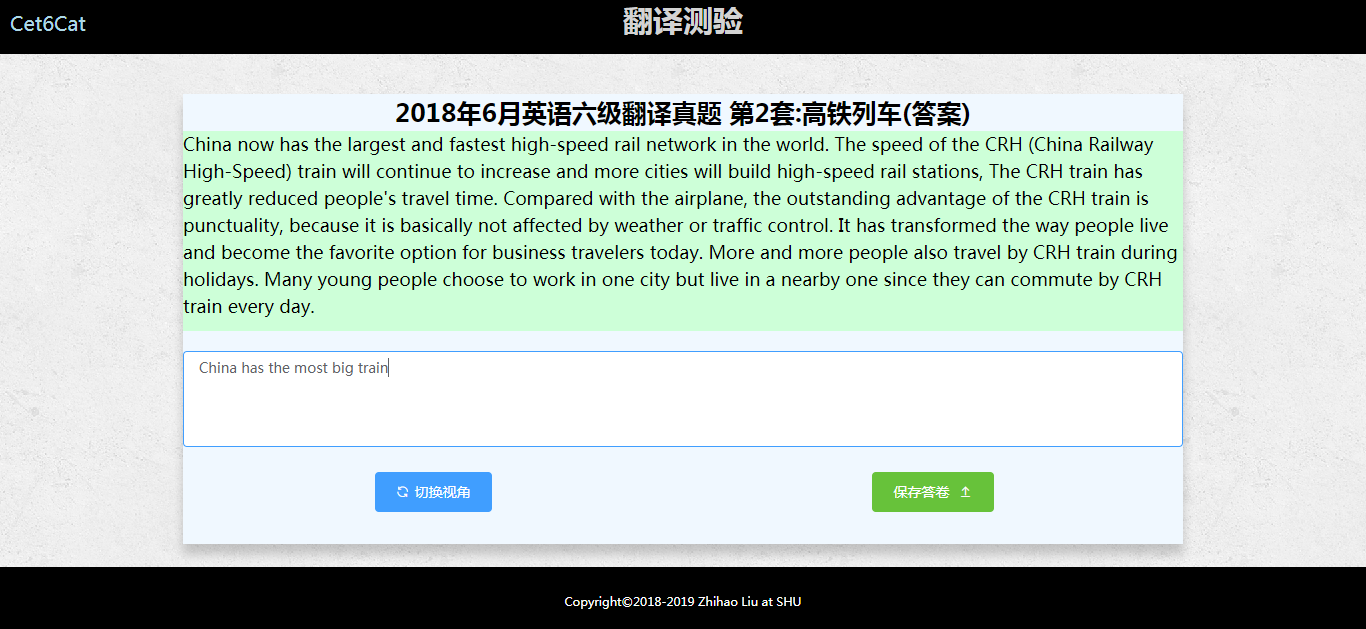 Cet6Cat
翻译测验
2018年6月英语六级翻译真题 第2套:高铁列车(答案)
China now has the largest and fastest high-speed rail network in the world. The speed of the CRH (China Railway
High-Speed) train will continue to increase and more cities will build high-speed rail stations, The CRH train has
greatly reduced people's travel time. Compared with the airplane, the outstanding advantage of the CRH train is
punctuality, because it is basically not affected by weather or traffic control. It has transformed the way people live
and become the favorite option for business travelers today. More and more people also travel by CRH train during
holidays. Many young people choose to work in one city but live in a nearby one since they can commute by CRH
train every day.
China has the most big train
切换视角
保存答卷
Copyright©2018-2019 Zhihao Liu at SHU